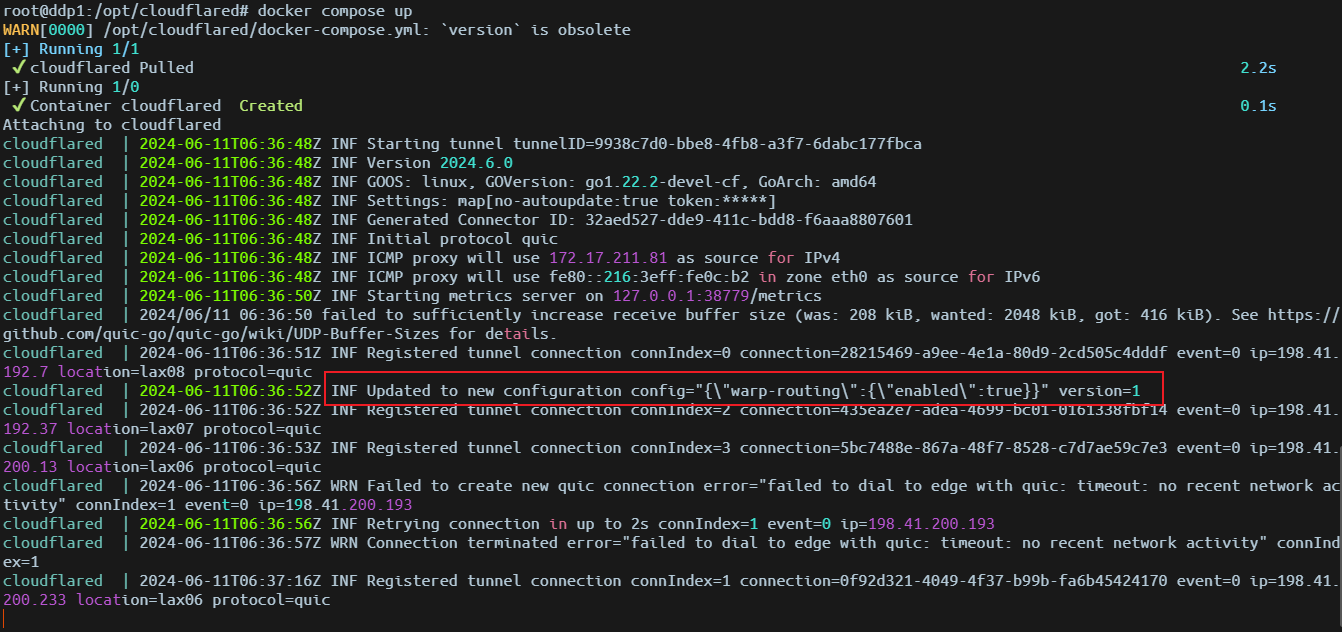 root@ddp1:/opt/cloudflared# docker compose up
WARN[0000] /opt/cloudflared/docker-compose.yml: `version` is obsolete
[+] Running 1/1
✓cloudflared Pulled 2.2s
[+] Running 1/0
✓Container cloudflared Created 0.1s
Attaching to cloudflared
cloudflared | 2024-06-11T06:36:48Z INF Starting tunnel tunnelID=9938c7d0-bbe8-4fb8-a3f7-6dabc177fbca
cloudflared | 2024-06-11T06:36:48Z INF Version 2024.6.0
cloudflared | 2024-06-11T06:36:48Z INF GOOS: linux, GOVersion: go1.22.2-devel-cf, GoArch: amd64
cloudflared | 2024-06-11T06:36:48Z INF Settings: map[no-autoupdate:true token:*****]
cloudflared | 2024-06-11T06:36:48Z INF Generated Connector ID: 32aed527-dde9-411c-bdd8-f6aaa8807601
cloudflared | 2024-06-11T06:36:48Z INF Initial protocol quic
cloudflared | 2024-06-11T06:36:48Z INF ICMP proxy will use 172.17.211.81 as source for IPv4
cloudflared | 2024-06-11T06:36:48Z INF ICMP proxy will use fe80::216:3eff:fe0c:b2 in zone eth0 as source for IPv6
cloudflared | 2024-06-11T06:36:50Z INF Starting metrics server on 127.0.0.1:38779/metrics
cloudflared | 2024/06/11 06:36:50 failed to sufficiently increase receive buffer size (was: 208 kiB, wanted: 2048 kiB, got: 416 kiB). See https://
github.com/quic-go/quic-go/wiki/UDP-Buffer-Sizes for details.
cloudflared | 2024-06-11T06:36:51Z INF Registered tunnel connection connIndex=0 connection=28215469-a9ee-4e1a-80d9-2cd505c4dddf event=0 ip=198.41.
192.7 location=lax08 protocol=quic
cloudflared | 2024-06-11T06:36:52Z INF Updated to new configuration config="{\"warp-routing\":{\"enabled\":true}}" version=1
cloudflared | 2024-06-11T06:36:52Z INF Registered tunnel connection connIndex=2 connection=435ea2e7-adea-4699-bc01-0161338fbf14 event=0 ip=198.41.
192.37 location=lax07 protocol=quic
cloudflared | 2024-06-11T06:36:53Z INF Registered tunnel connection connIndex=3 connection=5bc7488e-867a-48f7-8528-c7d7ae59c7e3 event=0 ip=198.41.
200.13 location=lax06 protocol=quic
cloudflared | 2024-06-11T06:36:56Z WRN Failed to create new quic connection error="failed to dial to edge with quic: timeout: no recent network ac
tivity" connIndex=1 event=0 ip=198.41.200.193
cloudflared | 2024-06-11T06:36:56Z INF Retrying connection in up to 2s connIndex=1 event=0 ip=198.41.200.193
cloudflared | 2024-06-11T06:36:57Z WRN Connection terminated error="failed to dial to edge with quic: timeout: no recent network activity" connInd
ex=1
cloudflared | 2024-06-11T06:37:16Z INF Registered tunnel connection connIndex=1 connection=0f92d321-4049-4f37-b99b-fa6b45424170 event=0 ip=198.41.
200.233 location=lax06 protocol=quic